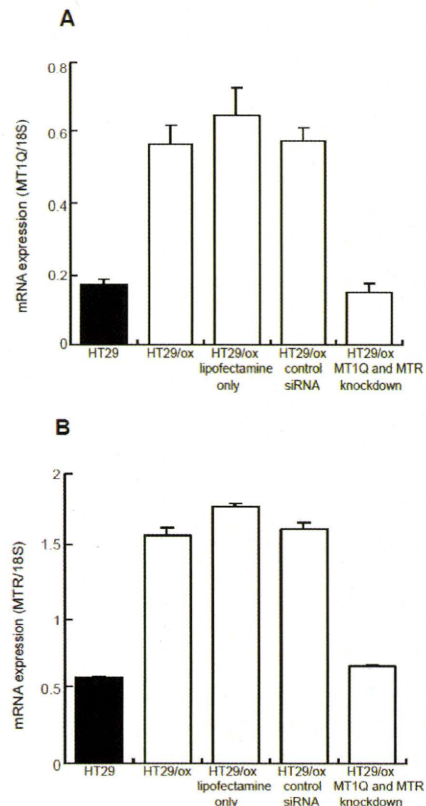 A
mRNA expression (MT1Q/18S)
0.8
0.6
0.4
0.2
0
HT29
HT29/ox
HT29/ox
lipofectamine
only
HT29/ox
control
siRNA
HT29/ox
MT1Q and MTR
knockdown
B
mRNA expression (MTR/18S)
2
1.5
1
0.5
0
HT29
HT29/ox
HT29/ox
lipofectamine
only
HT29/ox
control
siRNA
HT29/ox
MT1Q and MTR
knockdown